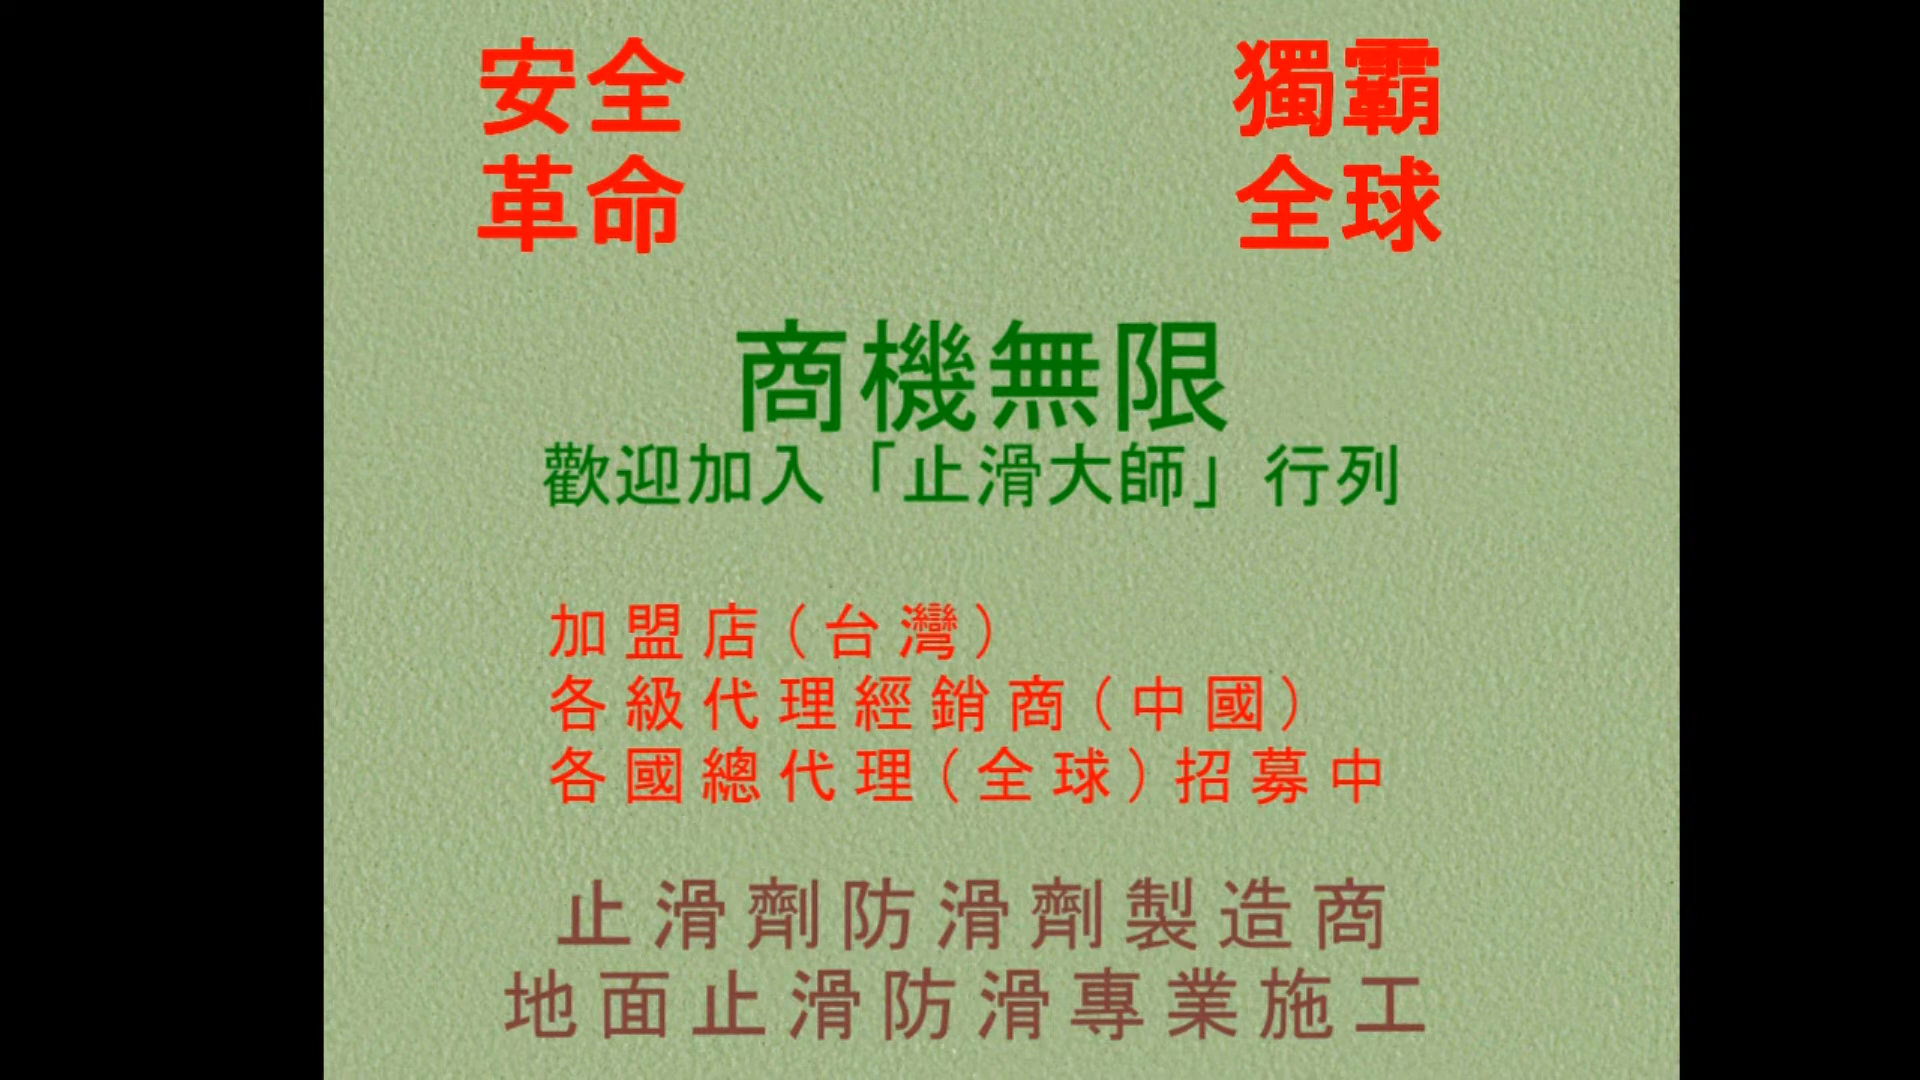 安全 獨霸
革命 全球
商機無限
歡迎加入「止滑大師」行列
加盟店(台灣)
各級代理經銷商(中國)
各國總代理(全球)招募中
止滑劑防滑劑製造商
地面止滑防滑專業施工